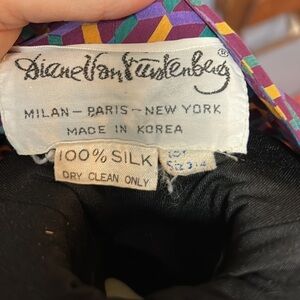 Diane Von Furstenberg ®
MILAN - PARIS - NEW YORK
MADE IN KOREA
100% SILK
DRY CLEAN ONLY